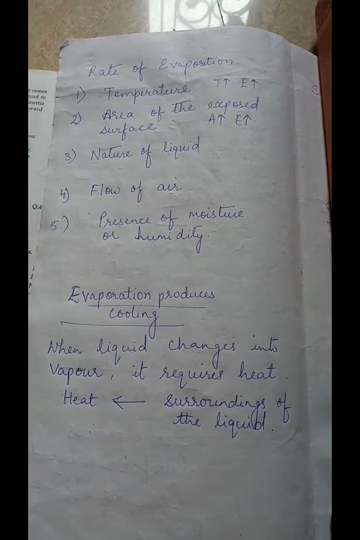 Rate of Evaporation
1) Temperature T↑ E↑
2) Area of the exposed
surface A↑ E↑
3) Nature of liquid
4) Flow of air
5) Presence of moisture
or humidity.
Evaporation produces
cooling
When liquid changes into
Vapour, it requires heat.
Heat ← surroundings of
the liquid.